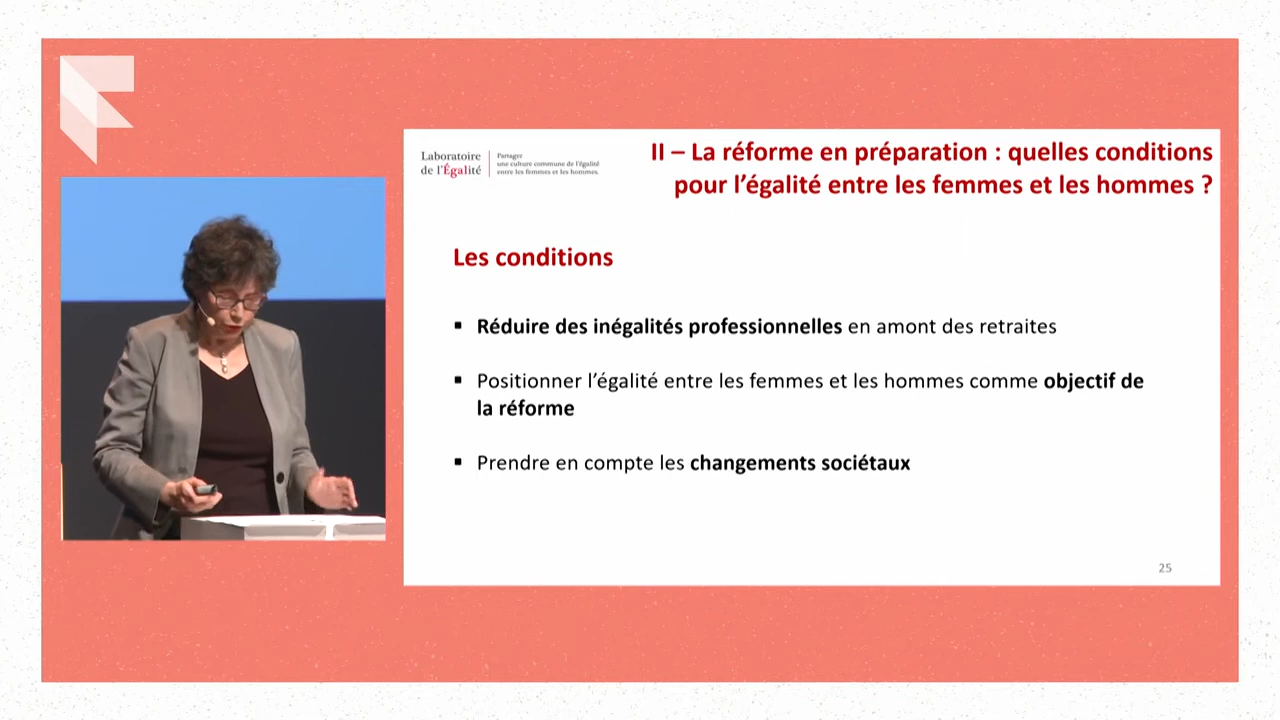 Laboratoire
de l'Égalité
Partager
une culture commune de l'égalité
entre les femmes et les hommes.
II – La réforme en préparation : quelles conditions
pour l'égalité entre les femmes et les hommes ?
Les conditions
▪ Réduire des inégalités professionnelles en amont des retraites
▪ Positionner l'égalité entre les femmes et les hommes comme objectif de
la réforme
▪ Prendre en compte les changements sociétaux
25